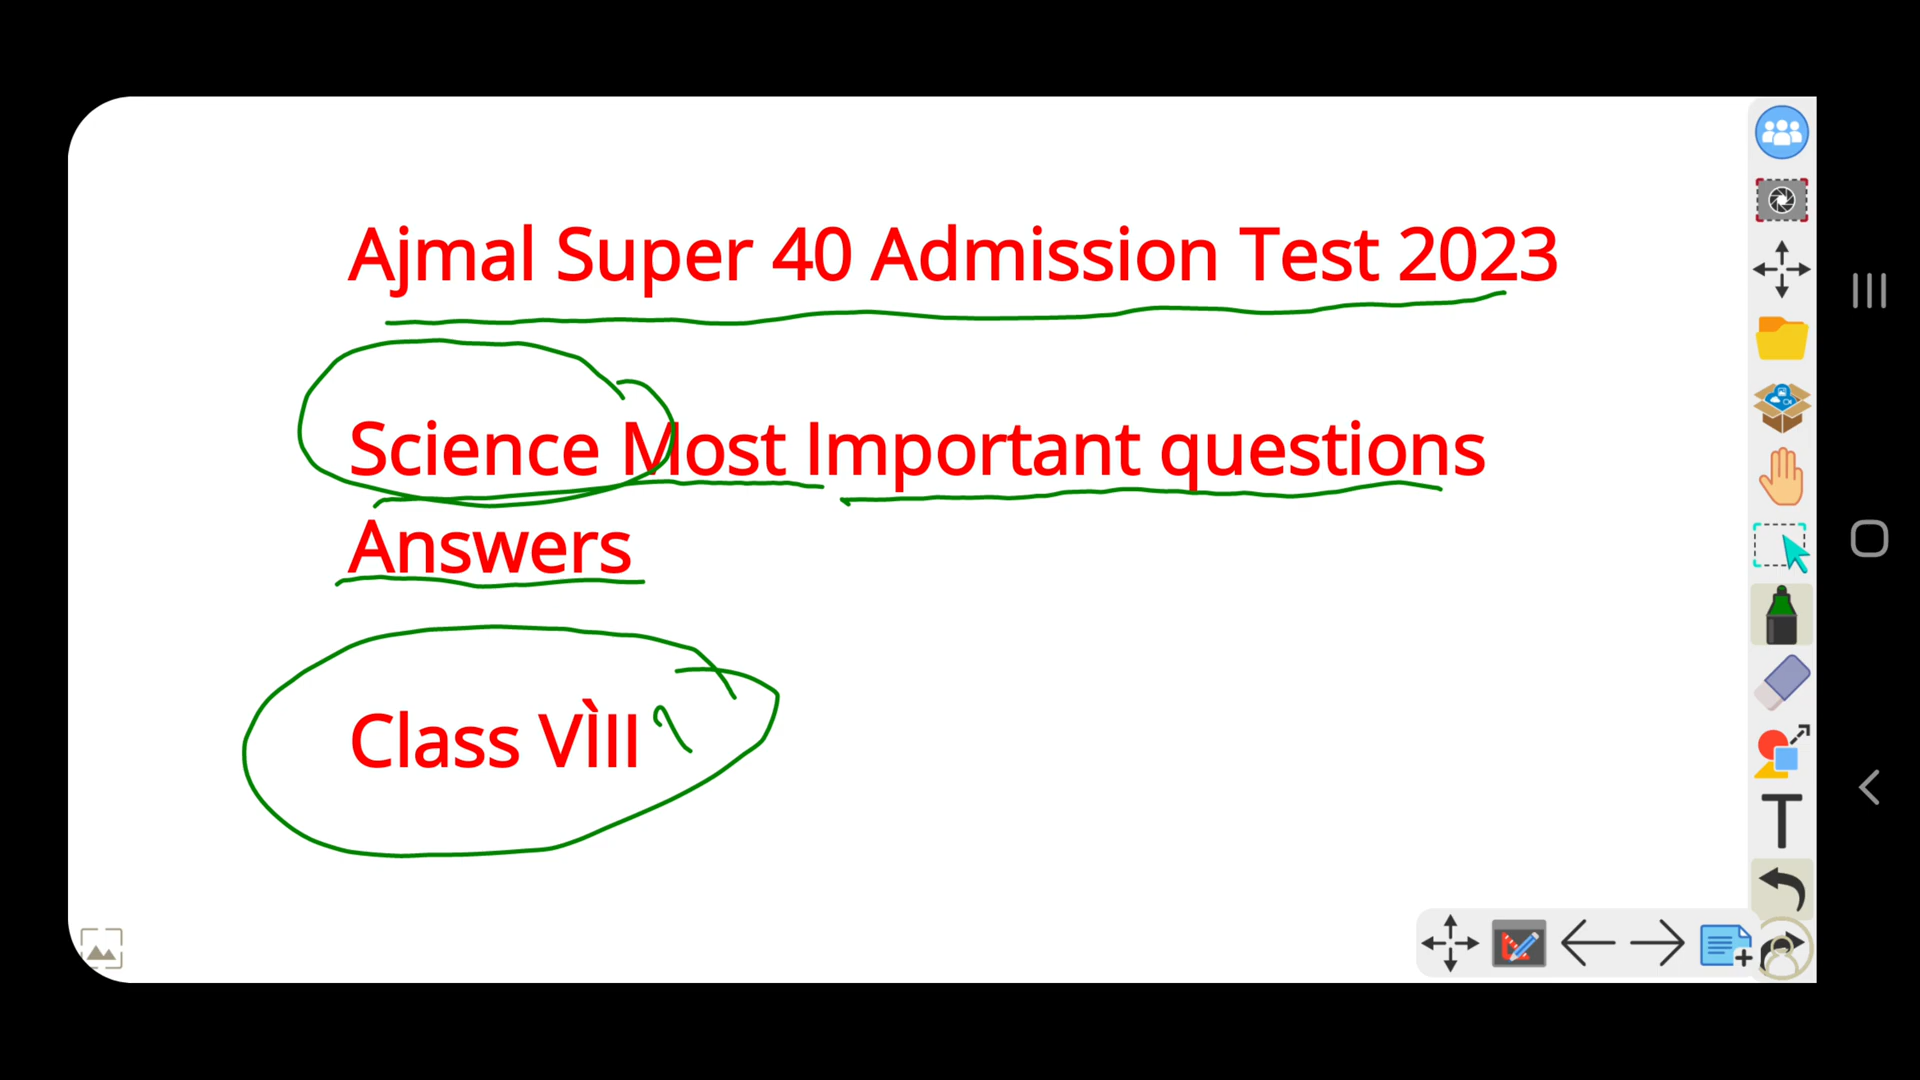 Ajmal Super 40 Admission Test 2023
Science Most Important questions
Answers
Class VÌII